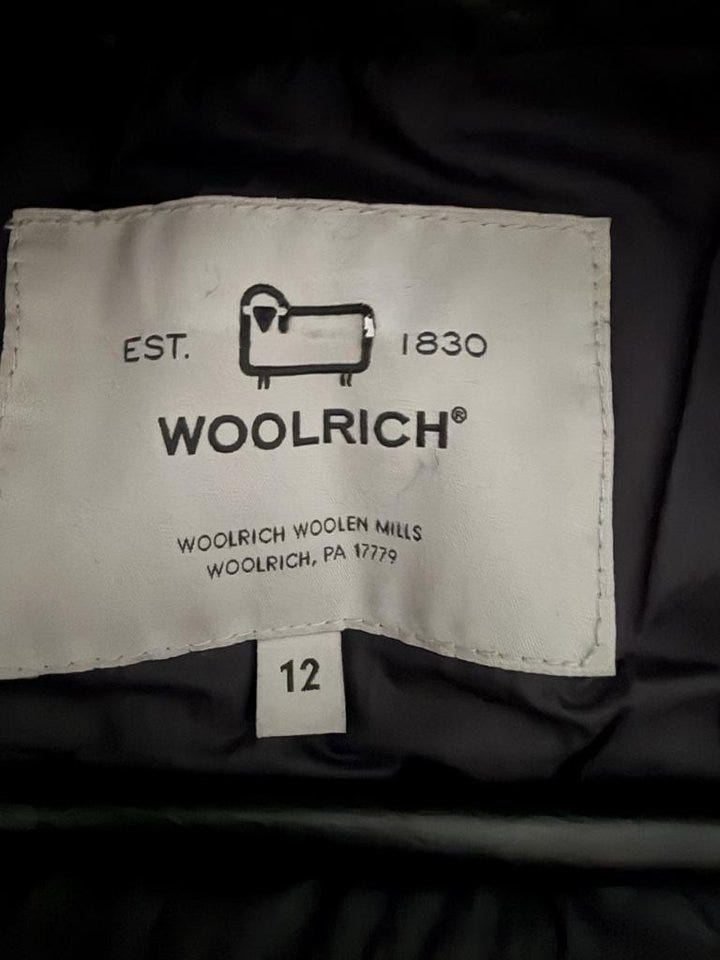 EST. 1830
WOOLRICH®
WOOLRICH WOOLEN MILLS
WOOLRICH, PA 17779
12